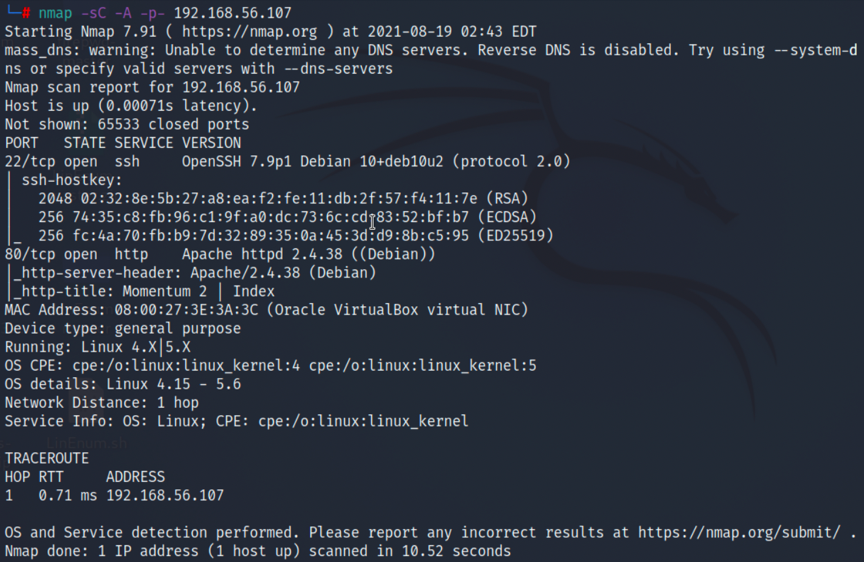 └─# nmap -sC -A -p- 192.168.56.107
Starting Nmap 7.91 ( https://nmap.org ) at 2021-08-19 02:43 EDT
mass_dns: warning: Unable to determine any DNS servers. Reverse DNS is disabled. Try using --system-d
ns or specify valid servers with --dns-servers
Nmap scan report for 192.168.56.107
Host is up (0.00071s latency).
Not shown: 65533 closed ports
PORT   STATE SERVICE VERSION
22/tcp open  ssh     OpenSSH 7.9p1 Debian 10+deb10u2 (protocol 2.0)
| ssh-hostkey:
|   2048 02:32:8e:5b:27:a8:ea:f2:fe:11:db:2f:57:f4:11:7e (RSA)
|   256 74:35:c8:fb:96:c1:9f:a0:dc:73:6c:cd:83:52:bf:b7 (ECDSA)
|_  256 fc:4a:70:fb:b9:7d:32:89:35:0a:45:3d:d9:8b:c5:95 (ED25519)
80/tcp open  http    Apache httpd 2.4.38 ((Debian))
|_http-server-header: Apache/2.4.38 (Debian)
|_http-title: Momentum 2 | Index
MAC Address: 08:00:27:3E:3A:3C (Oracle VirtualBox virtual NIC)
Device type: general purpose
Running: Linux 4.X|5.X
OS CPE: cpe:/o:linux:linux_kernel:4 cpe:/o:linux:linux_kernel:5
OS details: Linux 4.15 - 5.6
Network Distance: 1 hop
Service Info: OS: Linux; CPE: cpe:/o:linux:linux_kernel
LinEnum.sh
TRACEROUTE
HOP RTT     ADDRESS
1   0.71 ms 192.168.56.107
OS and Service detection performed. Please report any incorrect results at https://nmap.org/submit/ .
Nmap done: 1 IP address (1 host up) scanned in 10.52 seconds